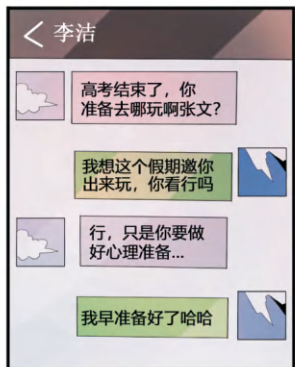 李洁
高考结束了，你
准备去哪玩啊张文？
我想这个假期邀你
出来玩，你看行吗
行，只是你要做
好心理准备...
我早准备好了哈哈